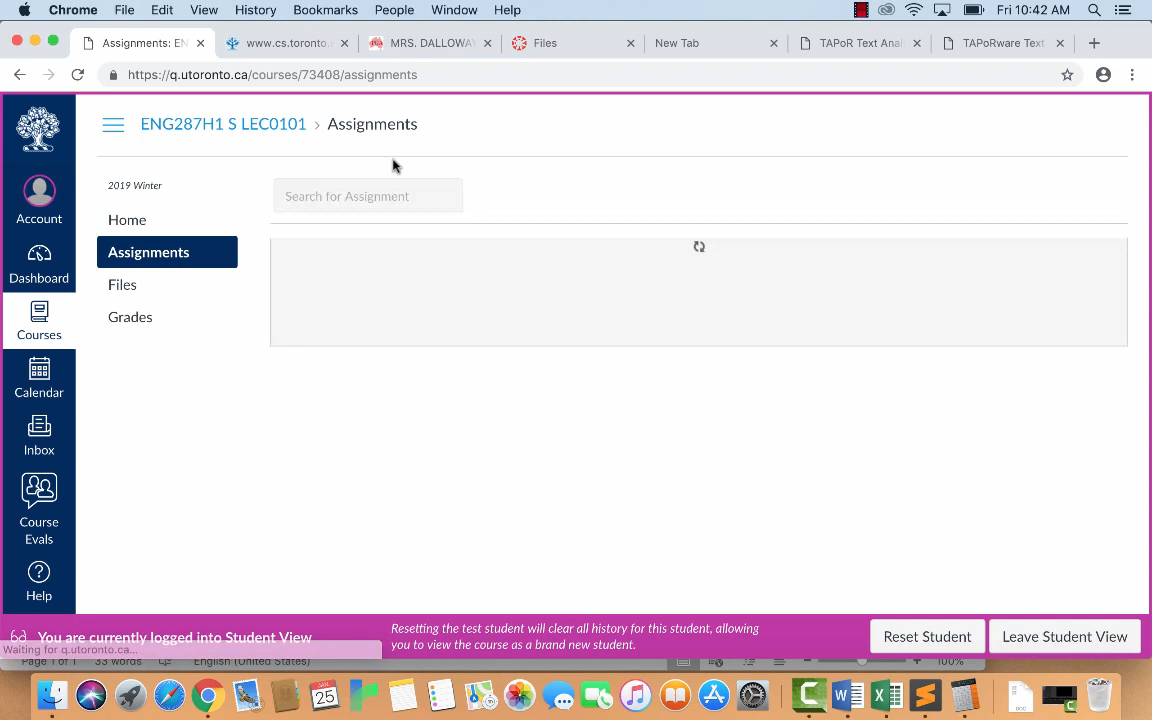 Chrome File Edit View History Bookmarks People Window Help Fri 10:42 AM
Assignments: EN www.cs.toronto. MRS. DALLOWA Files New Tab TAPoR Text Anal TAPoRware Text
https://q.utoronto.ca/courses/73408/assignments
ENG287H1 S LEC0101 › Assignments
2019 Winter
Search for Assignment
Home
Assignments
Files
Grades
Account
Dashboard
Courses
Calendar
Inbox
Course
Evals
Help
25
You are currently logged into Student View
Resetting the test student will clear all history for this student, allowing
you to view the course as a brand new student.
Reset Student
Leave Student View
Waiting for q.utoronto.ca...
Page 1 of 1 33 words English (United States) 100%